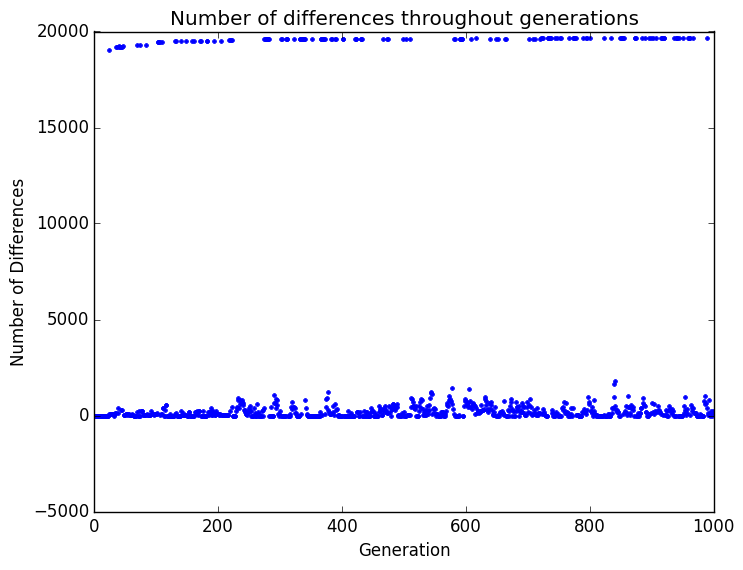 Number of differences throughout generations
20000
15000
10000
5000
0
−5000
Number of Differences
0 200 400 600 800 1000
Generation